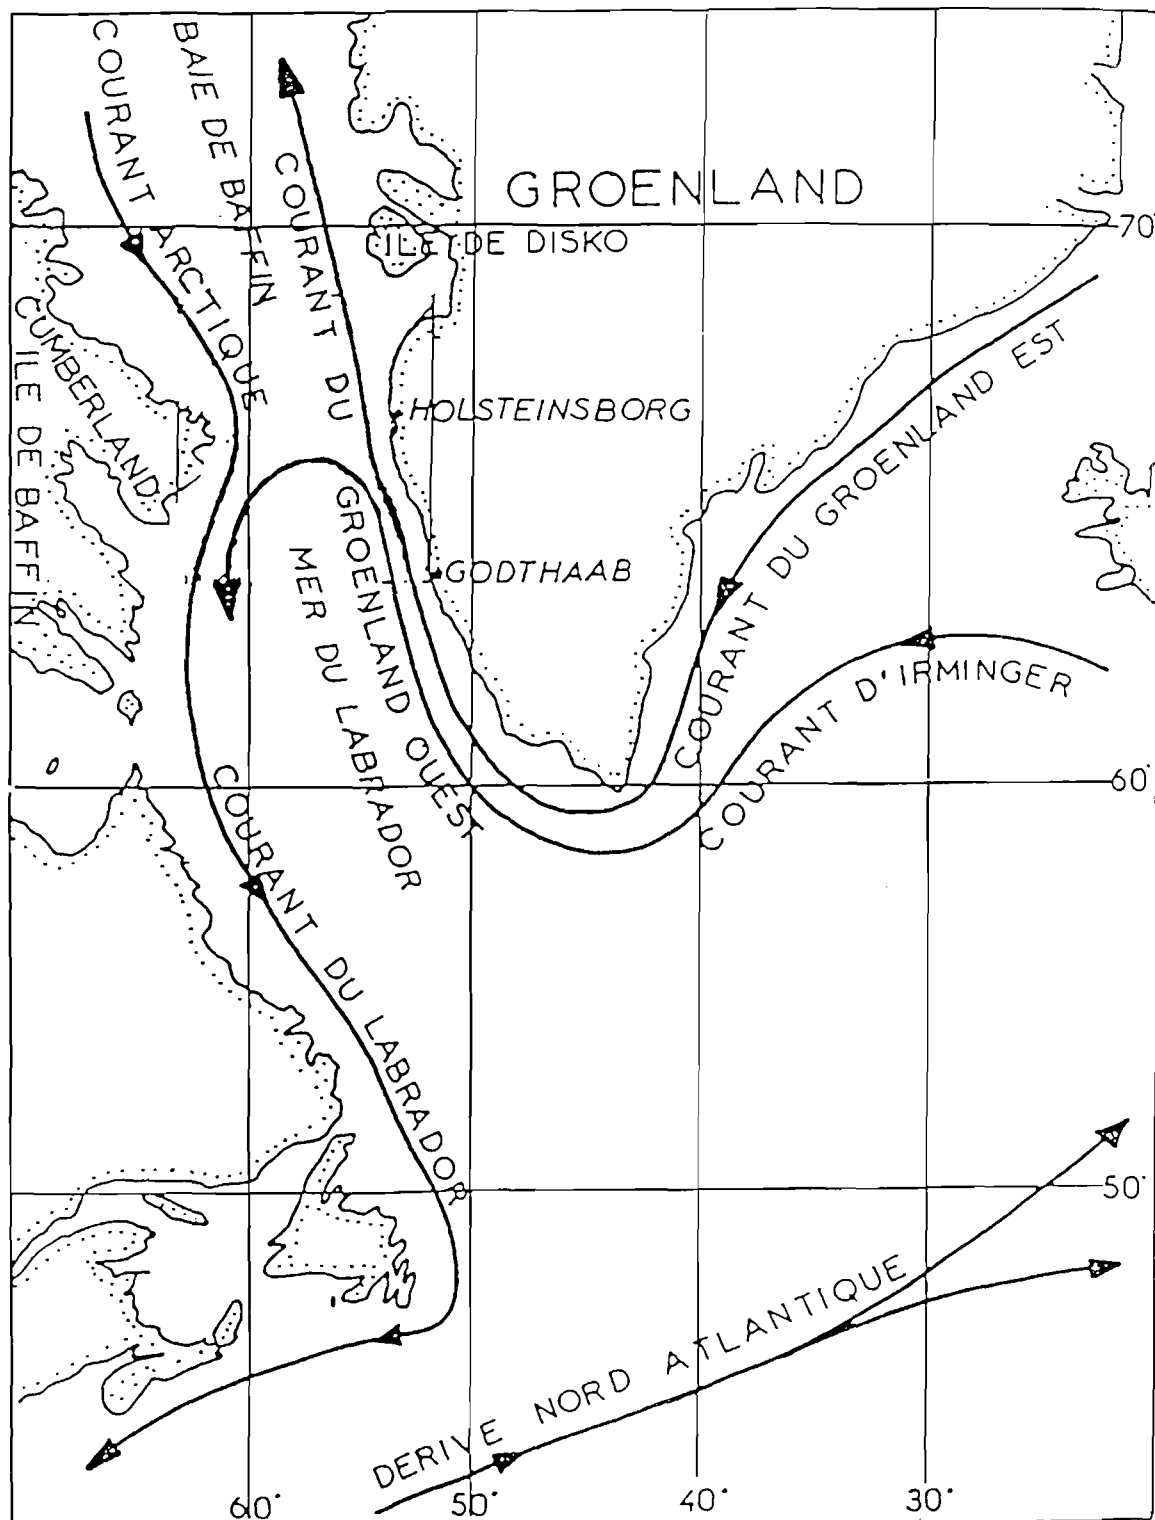 COURANT ARCTIQUE
BAIE DE BAFFIN
COURANT DU GROENLAND OUEST
GROENLAND
70°
ILE DE DISKO
CUMBERLAND
ILE DE BAFFIN
HOLSTEINSBORG
COURANT DU GROENLAND EST
GODTHAAB
MER DU LABRADOR
COURANT D'IRMINGER
60°
COURANT DU LABRADOR
50°
DERIVE NORD ATLANTIQUE
60° 50° 40° 30°